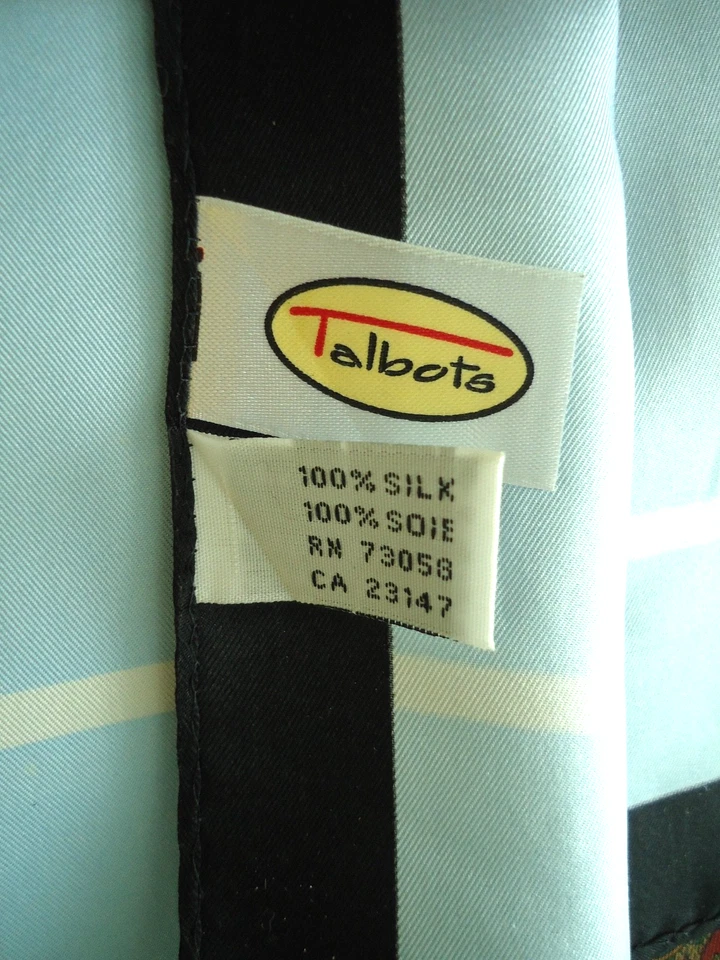 Talbots
100% SILK
100% SOIE
RN 73058
CA 23147